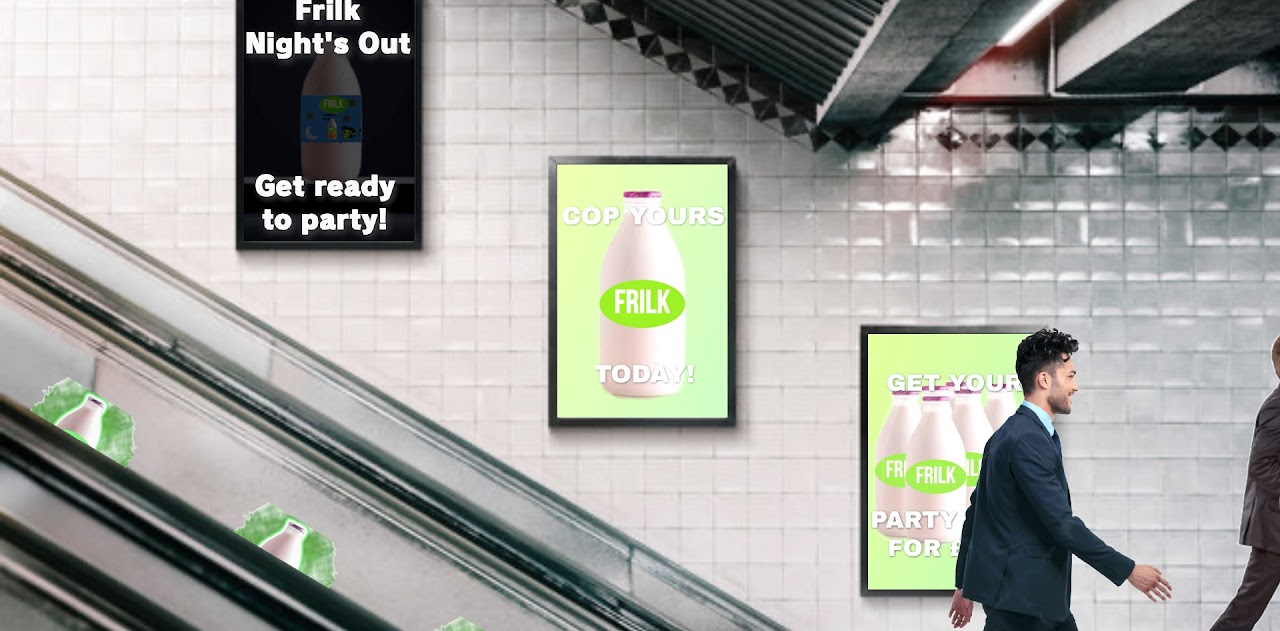 Frilk
Night's Out
FRILK
Get ready
to party!
COP YOURS
FRILK
TODAY!
GET YOUR
FRILK
PARTY
FOR